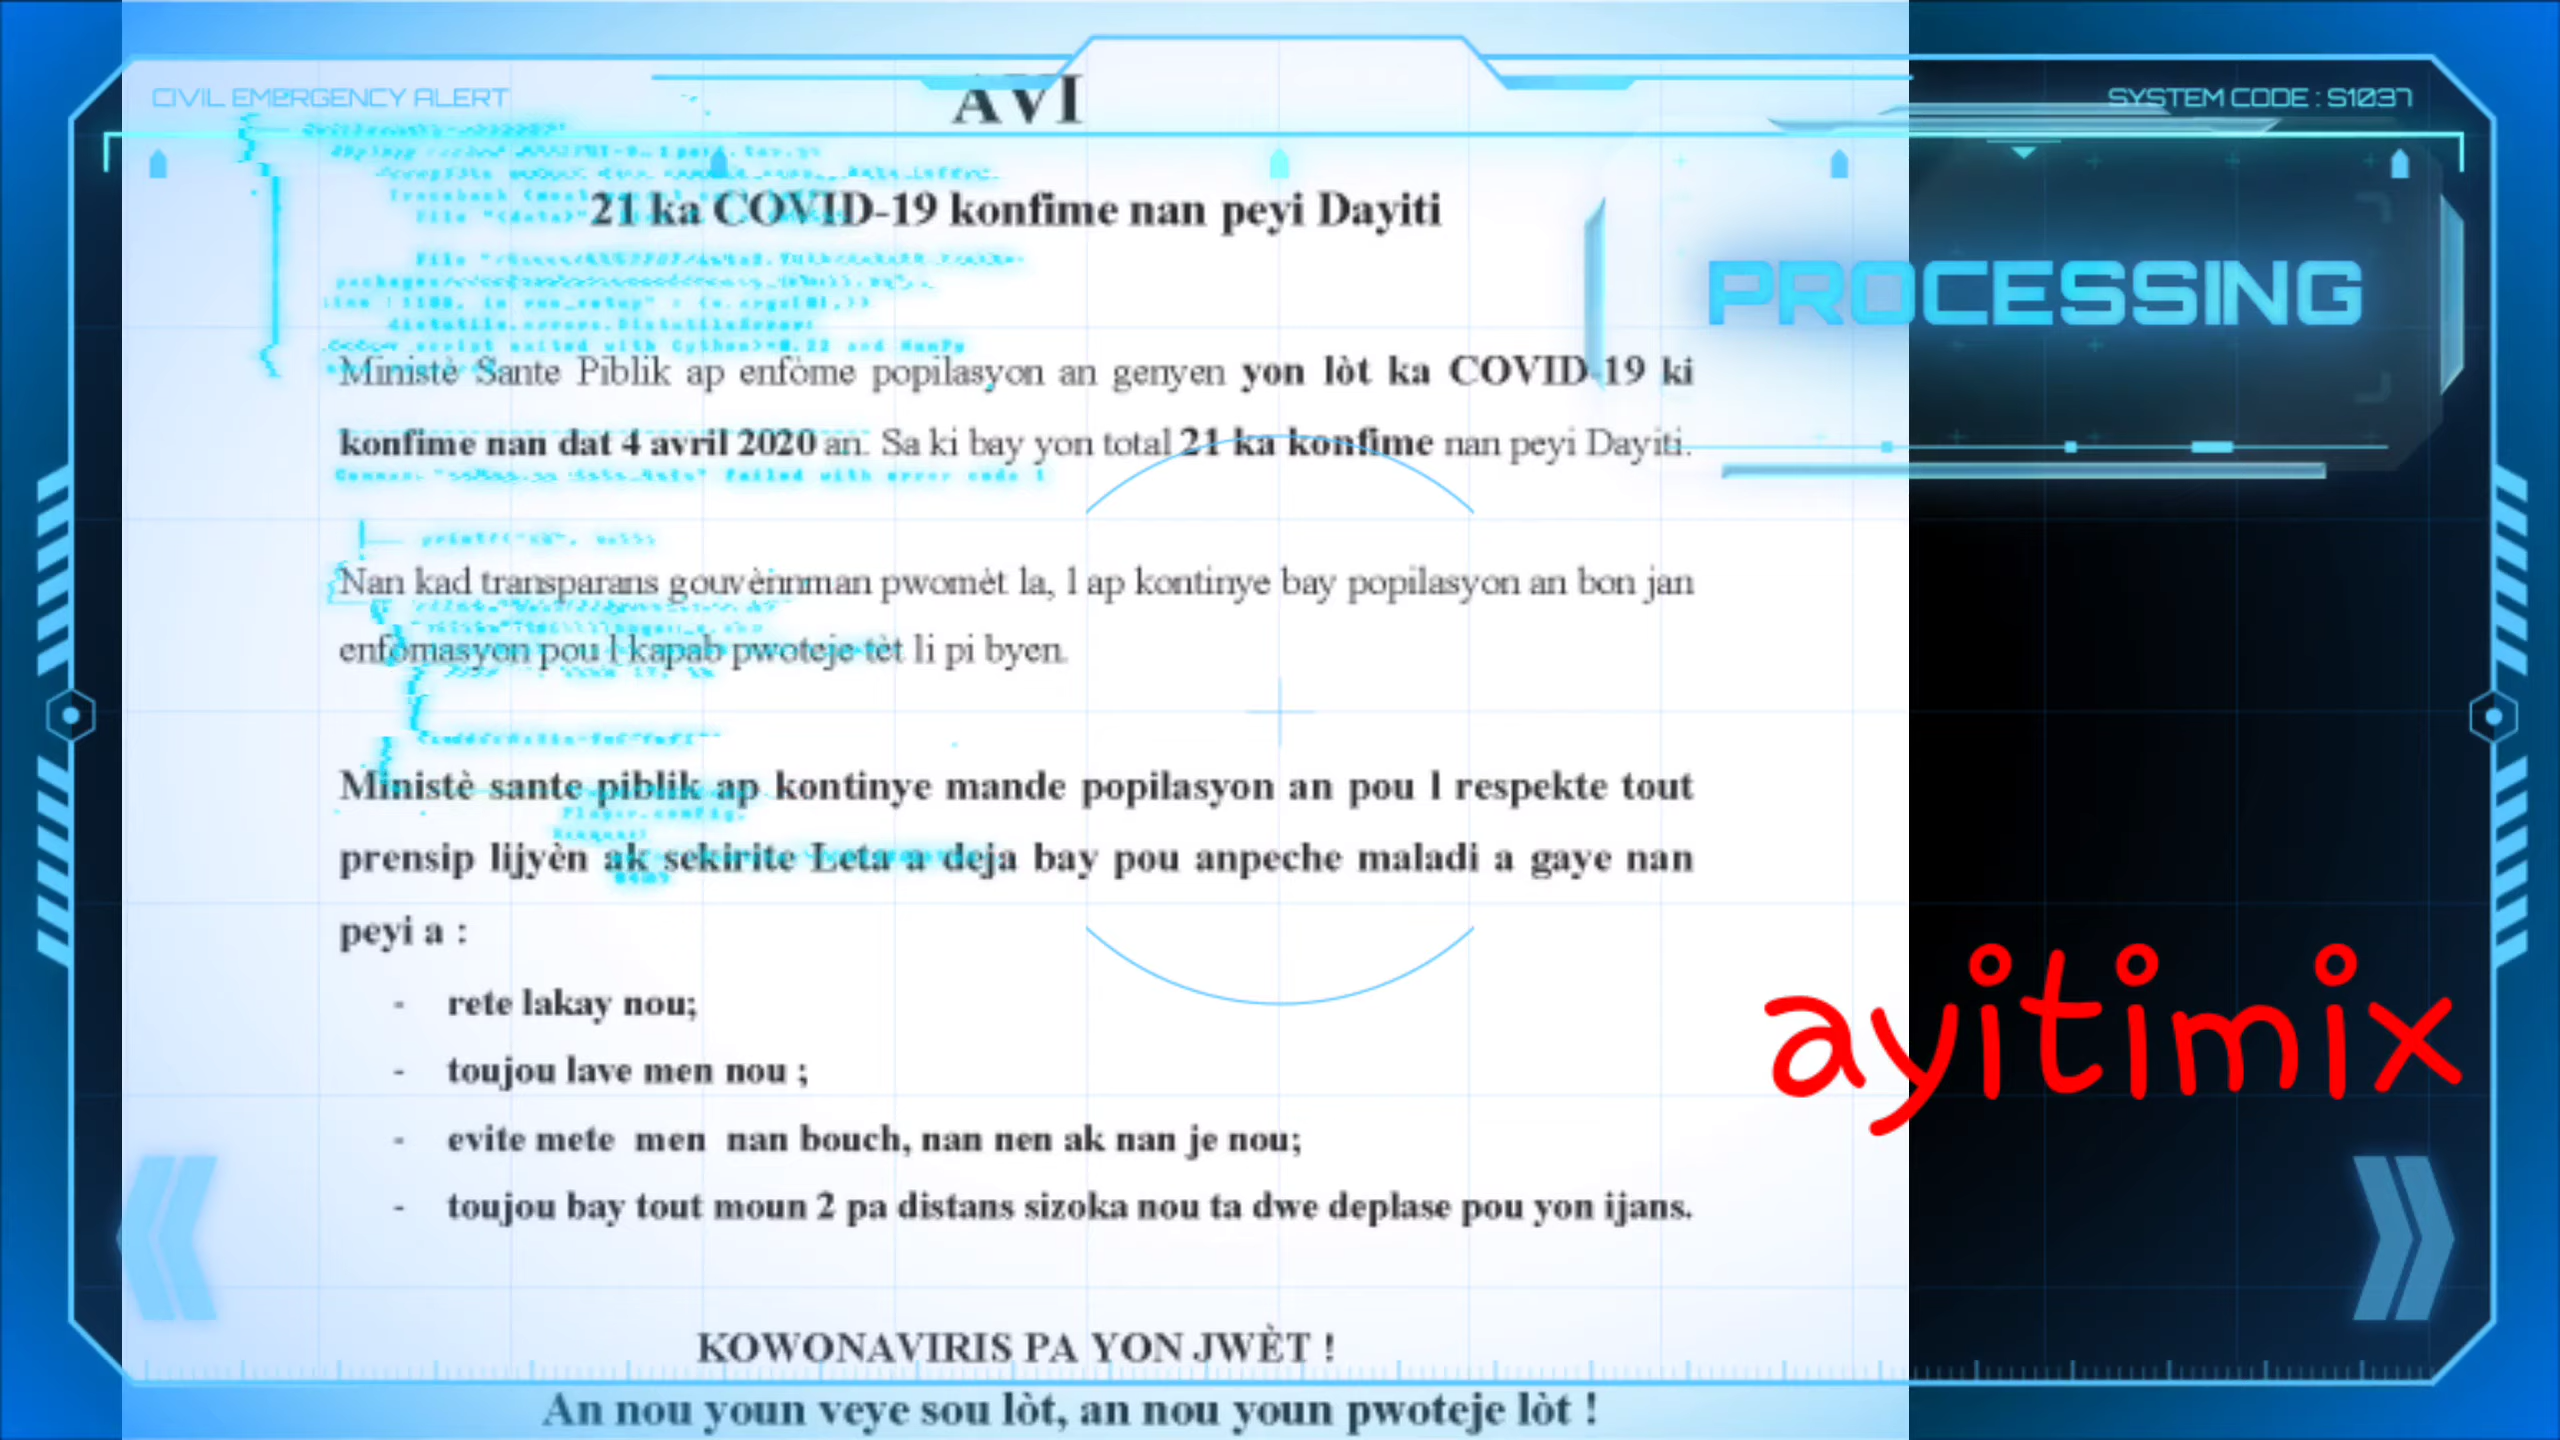 AVI
CIVIL EMERGENCY ALERT
SYSTEM CODE : S1037
21 ka COVID-19 konfime nan peyi Dayiti
PROCESSING
Ministè Sante Piblik ap enfòme popilasyon an genyen yon lòt ka COVID-19 ki
konfime nan dat 4 avril 2020 an. Sa ki bay yon total 21 ka konfime nan peyi Dayiti.
failed with error code 1
Nan kad transparans gouvènnman pwomèt la, l ap kontinye bay popilasyon an bon jan
enfòmasyon pou l kapab pwoteje tèt li pi byen.
Ministè sante piblik ap kontinye mande popilasyon an pou l respekte tout
prensip lijyèn ak sekirite Leta a deja bay pou anpeche maladi a gaye nan
peyi a :
- rete lakay nou;
- toujou lave men nou ;
- evite mete men nan bouch, nan nen ak nan je nou;
- toujou bay tout moun 2 pa distans sizoka nou ta dwe deplase pou yon ijans.
ayitimix
KOWONAVIRIS PA YON JWÈT !
An nou youn veye sou lòt, an nou youn pwoteje lòt !